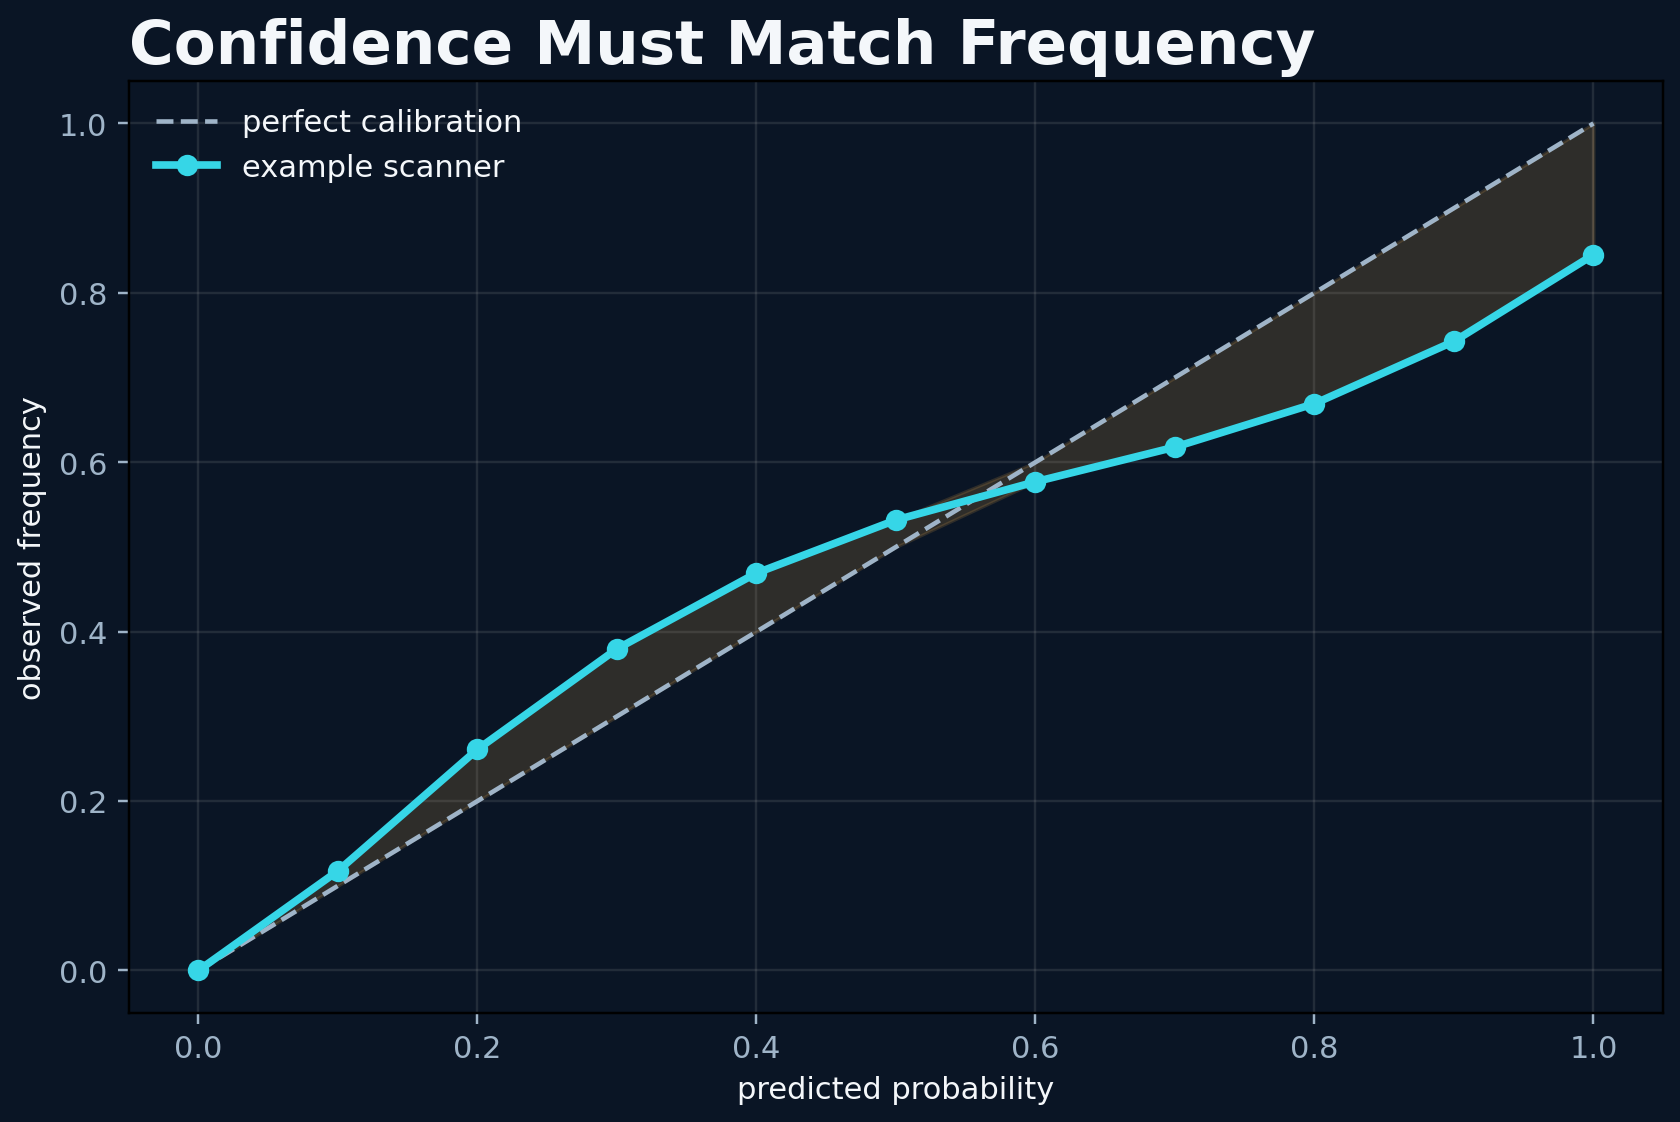 Confidence Must Match Frequency
perfect calibration
example scanner
1.0
0.8
0.6
0.4
0.2
0.0
observed frequency
0.0 0.2 0.4 0.6 0.8 1.0
predicted probability